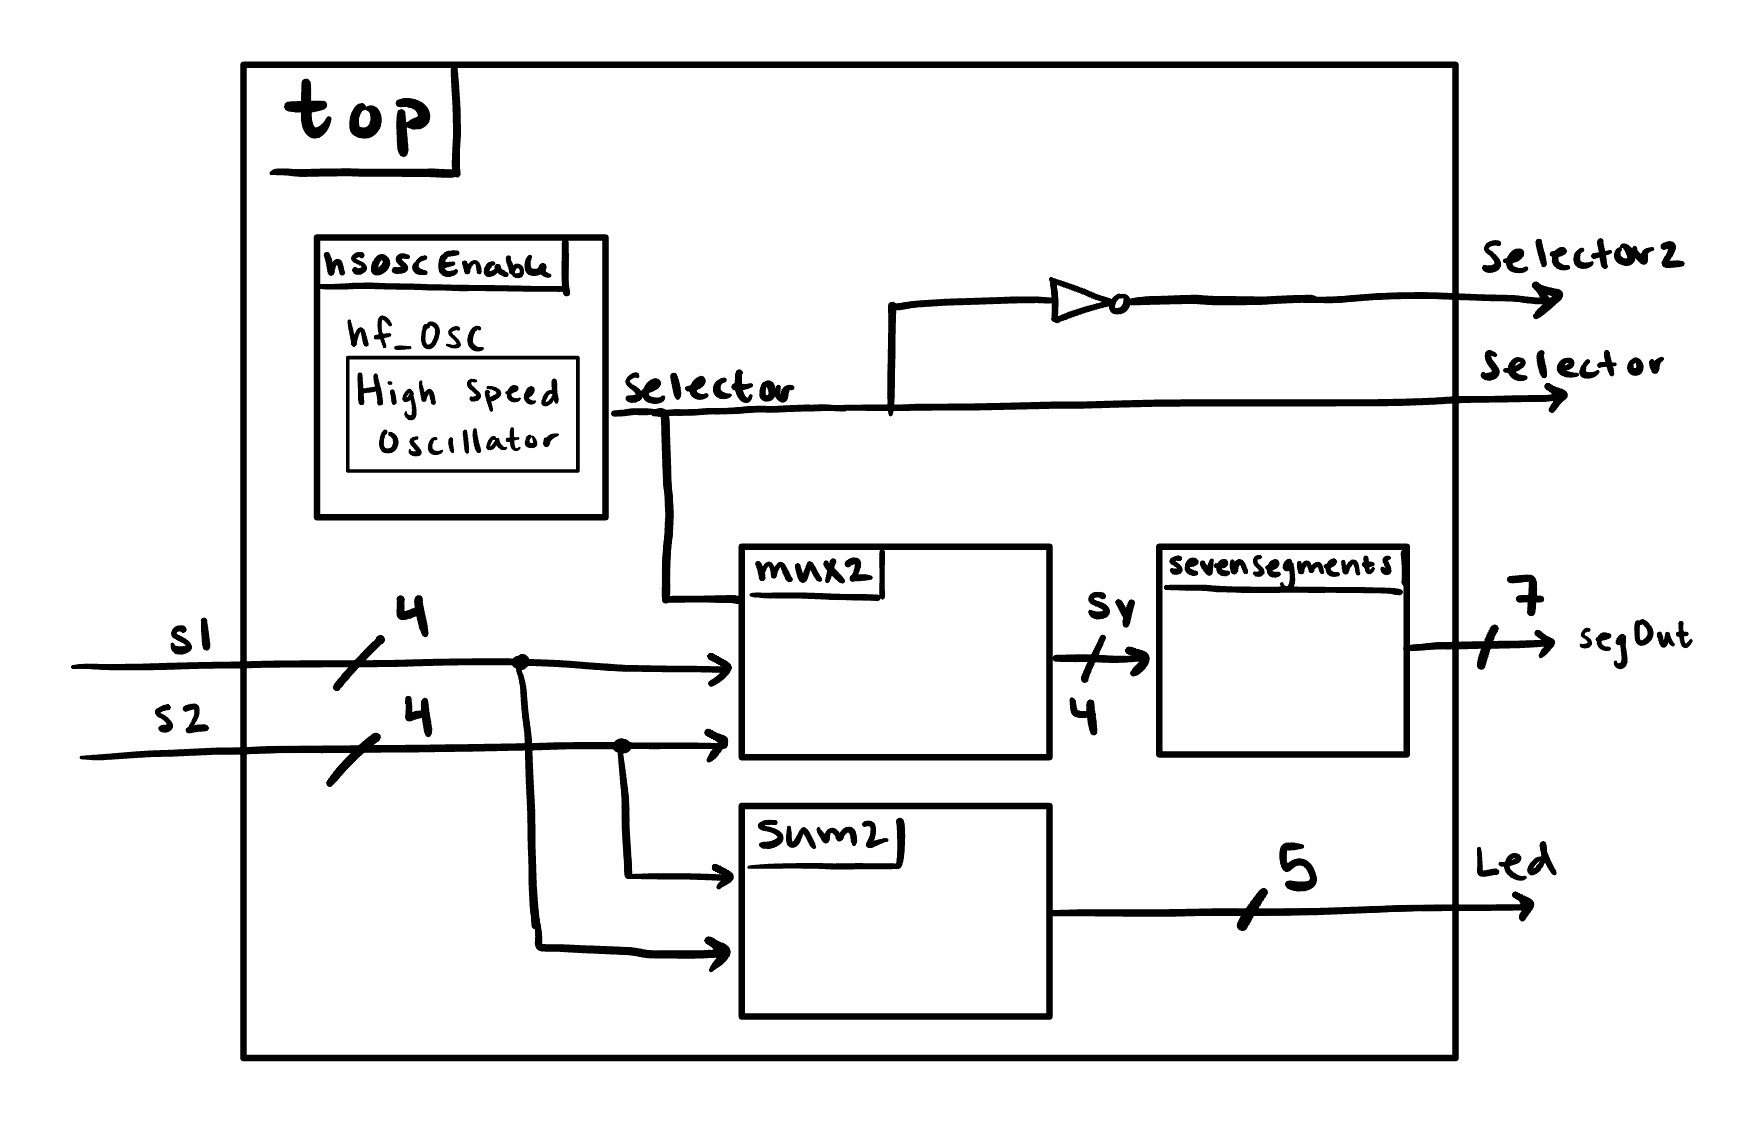 top
hsoscEnable
hf_osc
High Speed
Oscillator
Selector
Selector2
Selector
mux2
sevensegments
sy
4
7
segOut
s1
4
s2
4
Sum2
5
Led